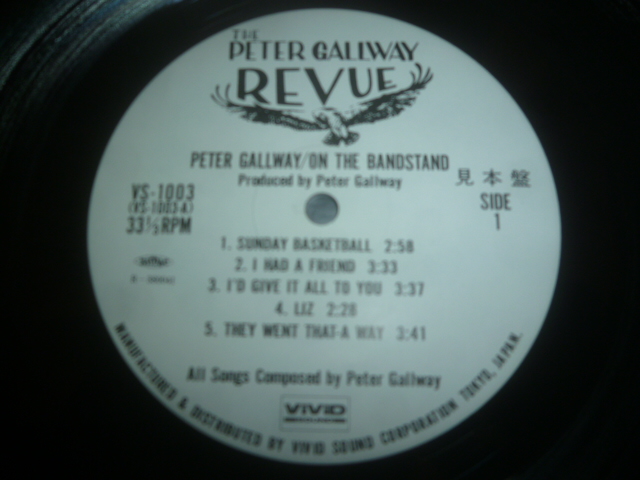 THE
PETER GALLWAY
REVUE
PETER GALLWAY/ON THE BANDSTAND
Produced by Peter Gallway
見本盤
VS-1003
(VS-1003-A)
33⅓RPM
SIDE
1
1. SUNDAY BASKETBALL 2:58
2. I HAD A FRIEND 3:33
3. I'D GIVE IT ALL TO YOU 3:37
4. LIZ 2:28
5. THEY WENT THAT-A WAY 3:41
All Songs Composed by Peter Gallway
ViViD
MANUFACTURED & DISTRIBUTED BY VIVID SOUND CORPORATION TOKYO, JAPAN.